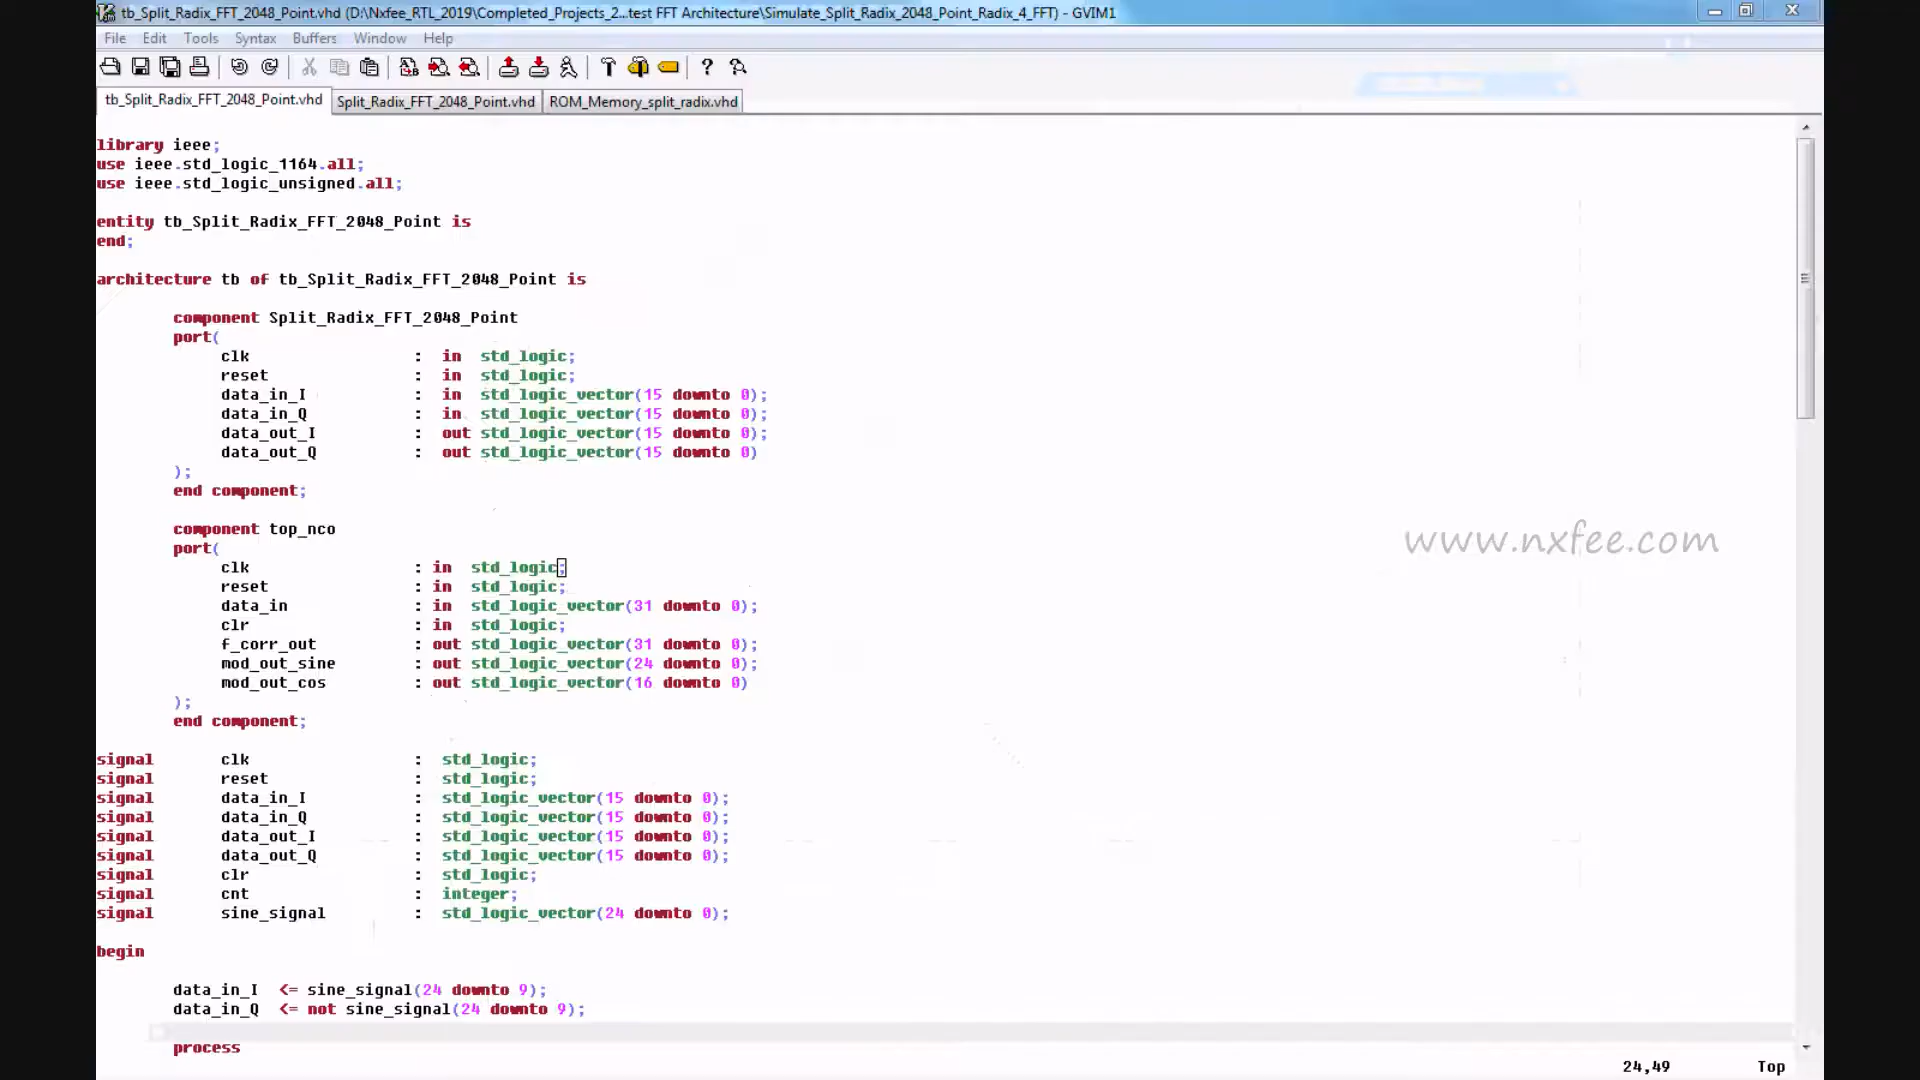 tb_Split_Radix_FFT_2048_Point.vhd (D:\Nxfee_RTL_2019\Completed_Projects_2...test FFT Architecture\Simulate_Split_Radix_2048_Point_Radix_4_FFT) - GVIM1
File Edit Tools Syntax Buffers Window Help
tb_Split_Radix_FFT_2048_Point.vhd Split_Radix_FFT_2048_Point.vhd ROM_Memory_split_radix.vhd
library ieee;
use ieee.std_logic_1164.all;
use ieee.std_logic_unsigned.all;
entity tb_Split_Radix_FFT_2048_Point is
end;
architecture tb of tb_Split_Radix_FFT_2048_Point is
component Split_Radix_FFT_2048_Point
port(
clk : in std_logic;
reset : in std_logic;
data_in_I : in std_logic_vector(15 downto 0);
data_in_Q : in std_logic_vector(15 downto 0);
data_out_I : out std_logic_vector(15 downto 0);
data_out_Q : out std_logic_vector(15 downto 0)
);
end component;
component top_nco
port(
clk : in std_logic;
reset : in std_logic;
data_in : in std_logic_vector(31 downto 0);
clr : in std_logic;
f_corr_out : out std_logic_vector(31 downto 0);
mod_out_sine : out std_logic_vector(24 downto 0);
mod_out_cos : out std_logic_vector(16 downto 0)
);
end component;
signal clk : std_logic;
signal reset : std_logic;
signal data_in_I : std_logic_vector(15 downto 0);
signal data_in_Q : std_logic_vector(15 downto 0);
signal data_out_I : std_logic_vector(15 downto 0);
signal data_out_Q : std_logic_vector(15 downto 0);
signal clr : std_logic;
signal cnt : integer;
signal sine_signal : std_logic_vector(24 downto 0);
begin
data_in_I <= sine_signal(24 downto 9);
data_in_Q <= not sine_signal(24 downto 9);
process
24,49 Top
www.nxfee.com